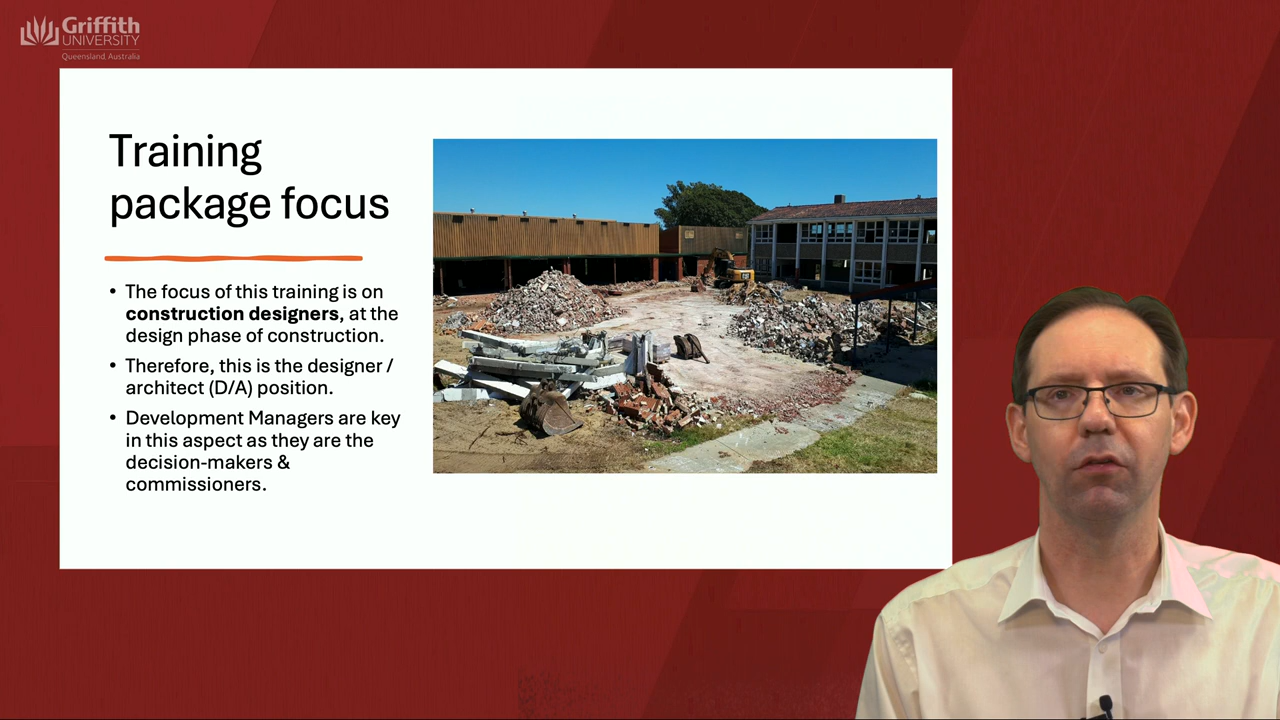 Griffith
UNIVERSITY
Queensland, Australia
Training
package focus
• The focus of this training is on
construction designers, at the
design phase of construction.
• Therefore, this is the designer /
architect (D/A) position.
• Development Managers are key
in this aspect as they are the
decision-makers &
commissioners.